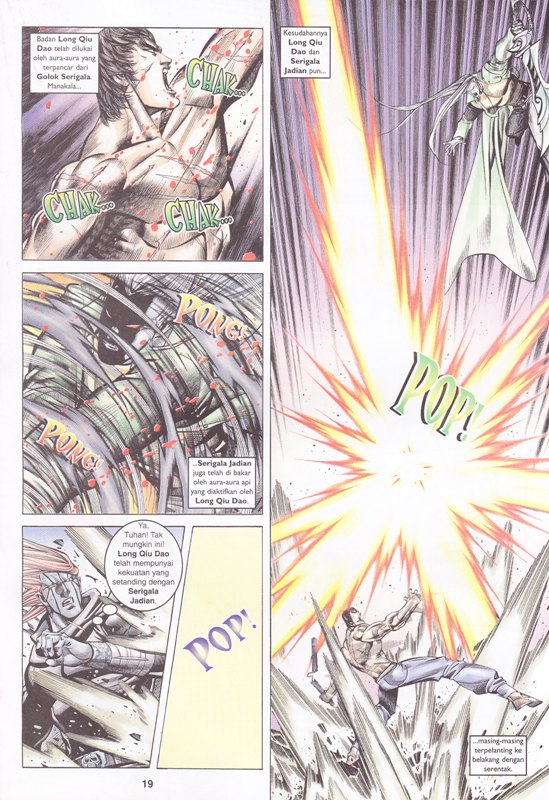 Badan Long Qiu
Dao telah dilukai
oleh aura-aura yang
terpancar dari
Golok Serigala.
Manakala...
CHAK...
CHAK...
CHAK...
PONG!
PONG!
...Serigala Jadian
juga telah di bakar
oleh aura-aura api
yang diaktifkan oleh
Long Qiu Dao.
Ya,
Tuhan! Tak
mungkin ini!
Long Qiu Dao
telah mempunyai
kekuatan yang
setanding dengan
Serigala
Jadian.
POP!
Kesudahannya
Long Qiu
Dao dan
Serigala
Jadian pun...
POP!
...masing-masing
terpelanting ke
belakang dengan
serentak.
19